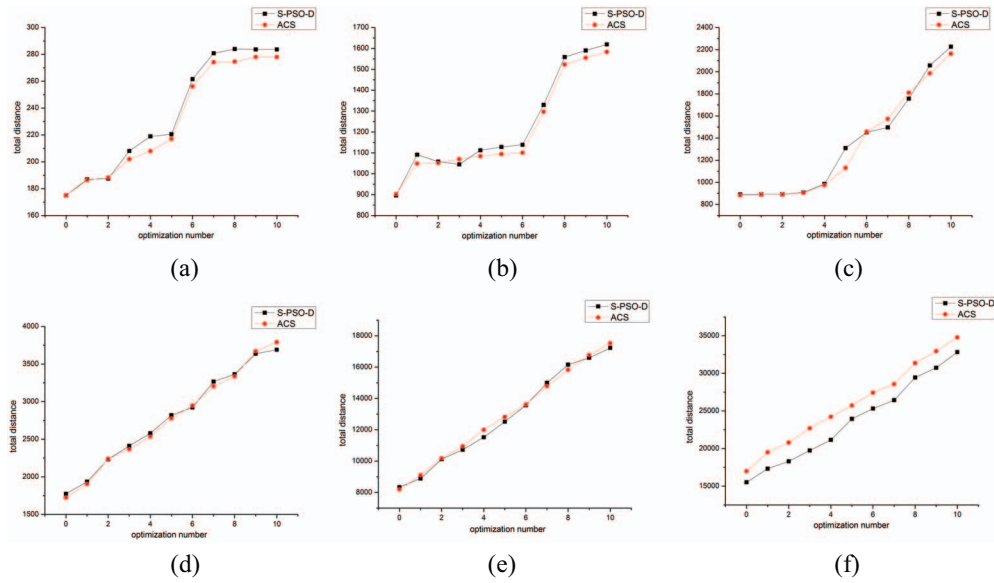 S-PSO-D
ACS
300
280
260
240
220
200
180
160
total distance
0 2 4 6 8 10
optimization number
(a)
S-PSO-D
ACS
1700
1600
1500
1400
1300
1200
1100
1000
900
800
total distance
0 2 4 6 8 10
optimization number
(b)
S-PSO-D
ACS
2400
2200
2000
1800
1600
1400
1200
1000
800
total distance
0 2 4 6 8 10
optimization number
(c)
S-PSO-D
ACS
4000
3500
3000
2500
2000
1500
total distance
0 2 4 6 8 10
optimization number
(d)
S-PSO-D
ACS
18000
16000
14000
12000
10000
8000
total distance
0 2 4 6 8 10
optimization number
(e)
S-PSO-D
ACS
35000
30000
25000
20000
15000
total distance
0 2 4 6 8 10
optimization number
(f)